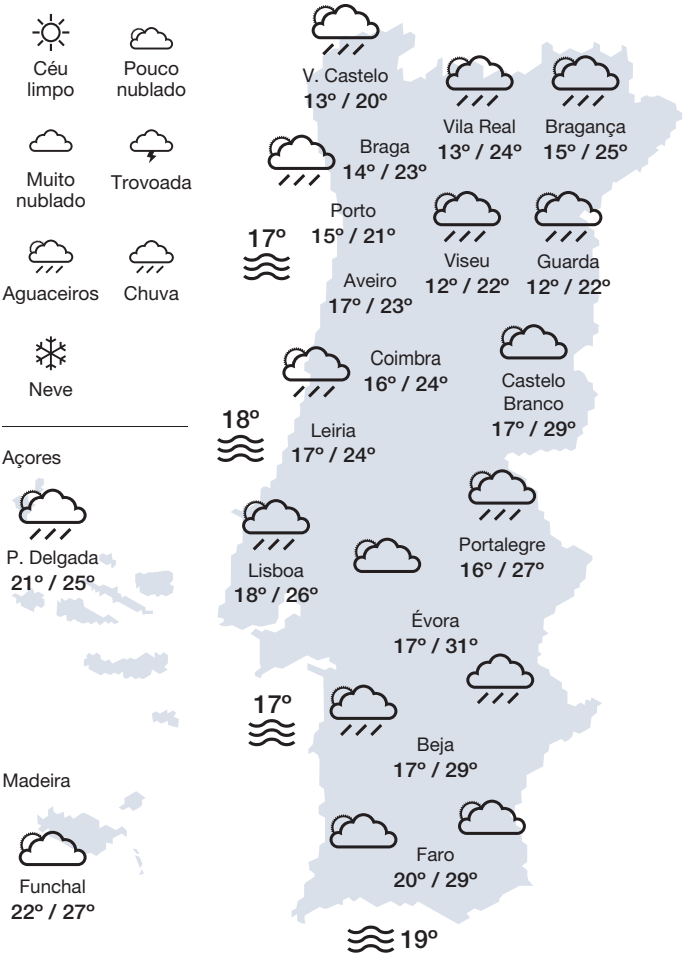 Céu
limpo
Pouco
nublado
Muito
nublado
Trovoada
Aguaceiros
Chuva
Neve
Açores
P. Delgada
21º / 25º
Madeira
Funchal
22º / 27º
V. Castelo
13º / 20º
Vila Real
13º / 24º
Bragança
15º / 25º
Braga
14º / 23º
Porto
15º / 21º
17º
Viseu
12º / 22º
Guarda
12º / 22º
Aveiro
17º / 23º
Coimbra
16º / 24º
Castelo
Branco
17º / 29º
18º
Leiria
17º / 24º
Lisboa
18º / 26º
Portalegre
16º / 27º
Évora
17º / 31º
17º
Beja
17º / 29º
Faro
20º / 29º
19º